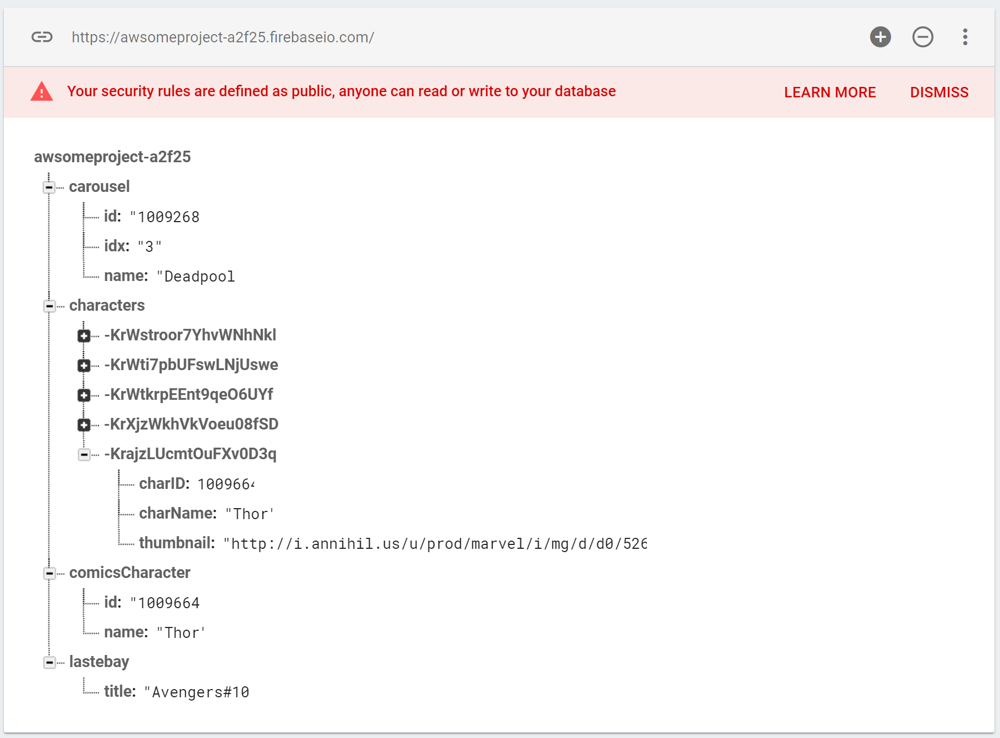 https://awsomeproject-a2f25.firebaseio.com/
Your security rules are defined as public, anyone can read or write to your database LEARN MORE DISMISS
awsomeproject-a2f25
carousel
id: "1009268
idx: "3"
name: "Deadpool
characters
-KrWstroor7YhvWNhNkl
-KrWti7pbUFswLNjUswe
-KrWtkrpEEnt9qeO6UYf
-KrXjzWkhVkVoeu08fSD
-KrajzLUcmtOuFXv0D3q
charID: 1009664
charName: "Thor'
thumbnail: "http://i.annihil.us/u/prod/marvel/i/mg/d/d0/526
comicsCharacter
id: "1009664
name: "Thor'
lastebay
title: "Avengers#10